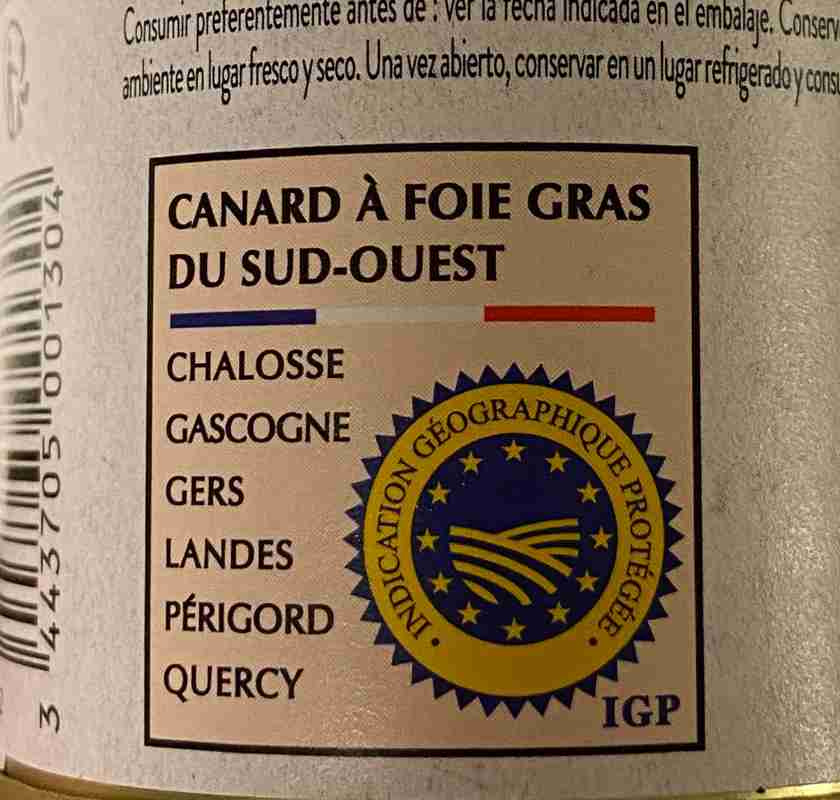 Consumir preferentemente antes de : ver la fecha indicada en el embalaje. Conserv
ambiente en lugar fresco y seco. Una vez abierto, conservar en un lugar refrigerado y consu
CANARD À FOIE GRAS
DU SUD-OUEST
CHALOSSE
GASCOGNE
GERS
LANDES
PÉRIGORD
QUERCY
• INDICATION GÉOGRAPHIQUE PROTÉGÉE •
IGP
3 443705 001304